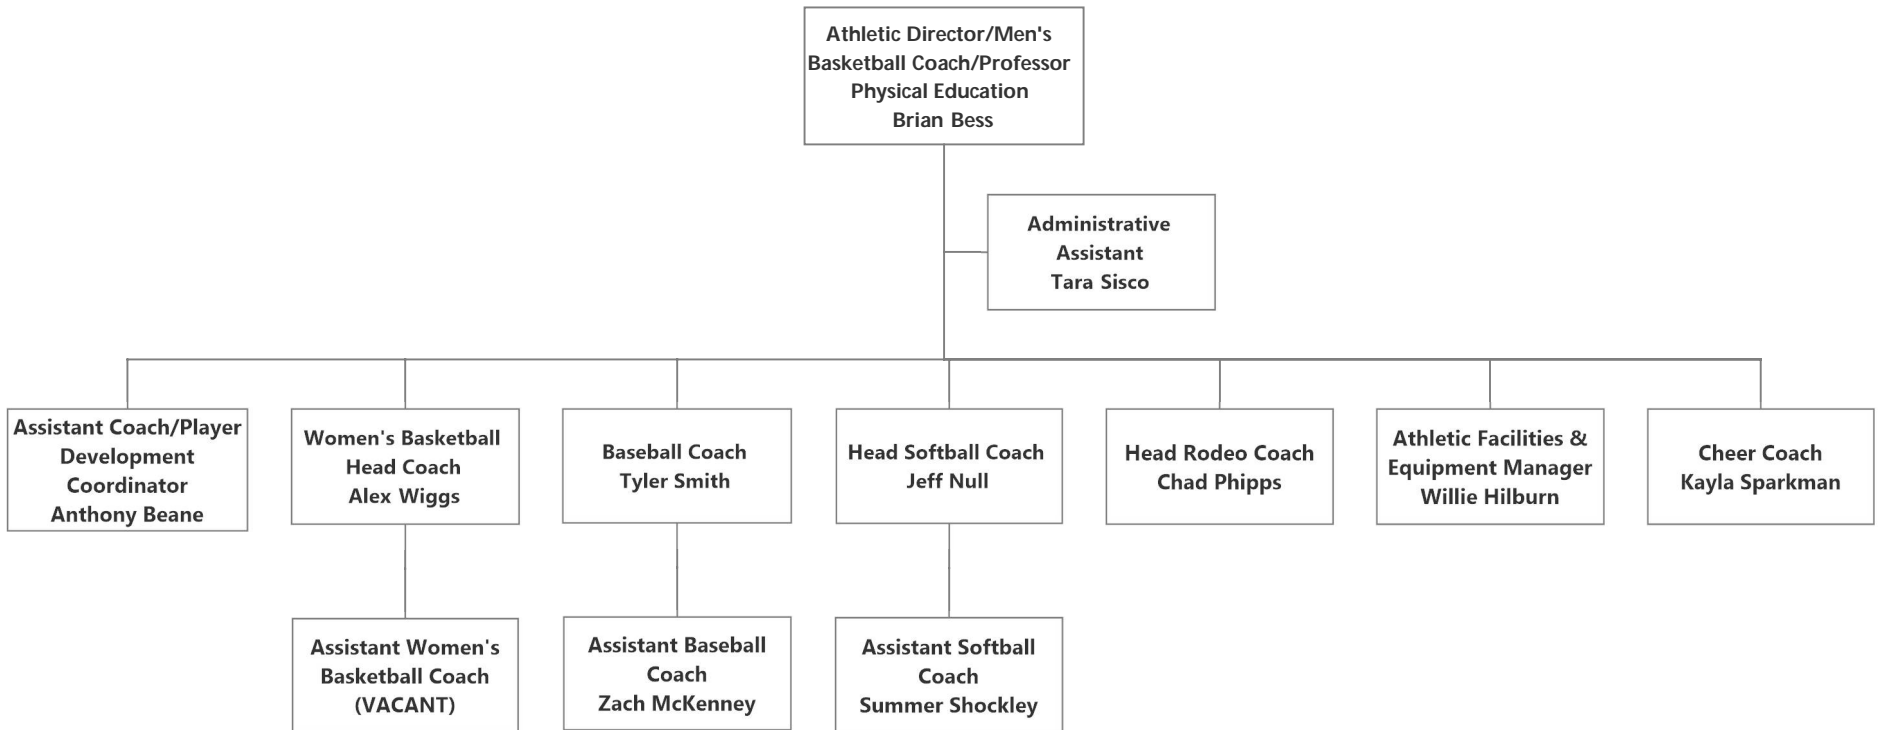 Athletic Director/Men's
Basketball Coach/Professor
Physical Education
Brian Bess
Administrative
Assistant
Tara Sisco
Assistant Coach/Player
Development
Coordinator
Anthony Beane
Women's Basketball
Head Coach
Alex Wiggs
Baseball Coach
Tyler Smith
Head Softball Coach
Jeff Null
Head Rodeo Coach
Chad Phipps
Athletic Facilities &
Equipment Manager
Willie Hilburn
Cheer Coach
Kayla Sparkman
Assistant Women's
Basketball Coach
(VACANT)
Assistant Baseball
Coach
Zach McKenney
Assistant Softball
Coach
Summer Shockley